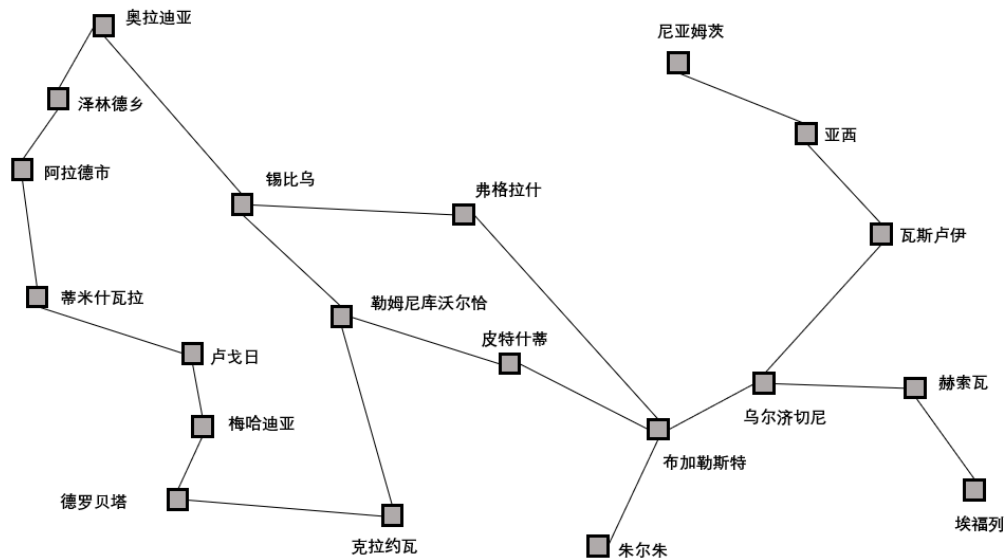 奥拉迪亚
尼亚姆茨
泽林德乡
亚西
阿拉德市
锡比乌
弗格拉什
瓦斯卢伊
蒂米什瓦拉
勒姆尼库沃尔恰
皮特什蒂
卢戈日
赫索瓦
梅哈迪亚
乌尔济切尼
布加勒斯特
德罗贝塔
克拉约瓦
朱尔朱
埃福列